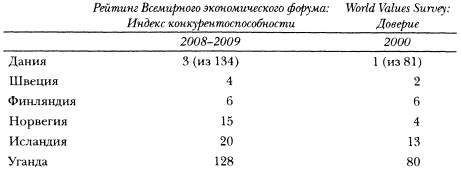 Рейтинг Всемирного экономического форума: World Values Survey:
Индекс конкурентоспособности Доверие
2008–2009 2000
Дания 3 (из 134) 1 (из 81)
Швеция 4 2
Финляндия 6 6
Норвегия 15 4
Исландия 20 13
Уганда 128 80